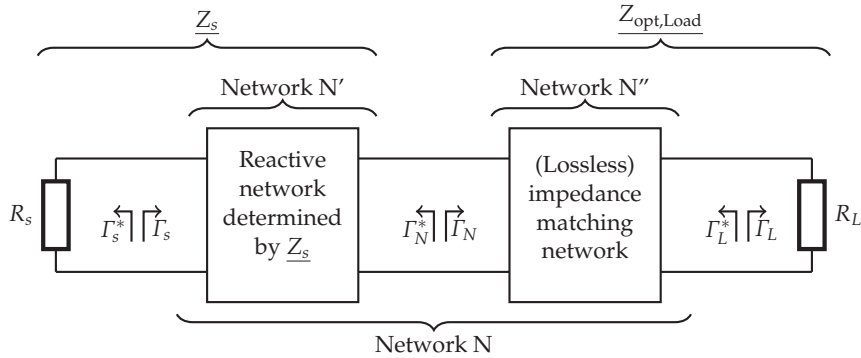 Z_s
Z_opt,Load
Network N'
Network N''
R_s
Γ_s^*
Γ_s
Reactive
network
determined
by Z_s
Γ_N^*
Γ_N
(Lossless)
impedance
matching
network
Γ_L^*
Γ_L
R_L
Network N